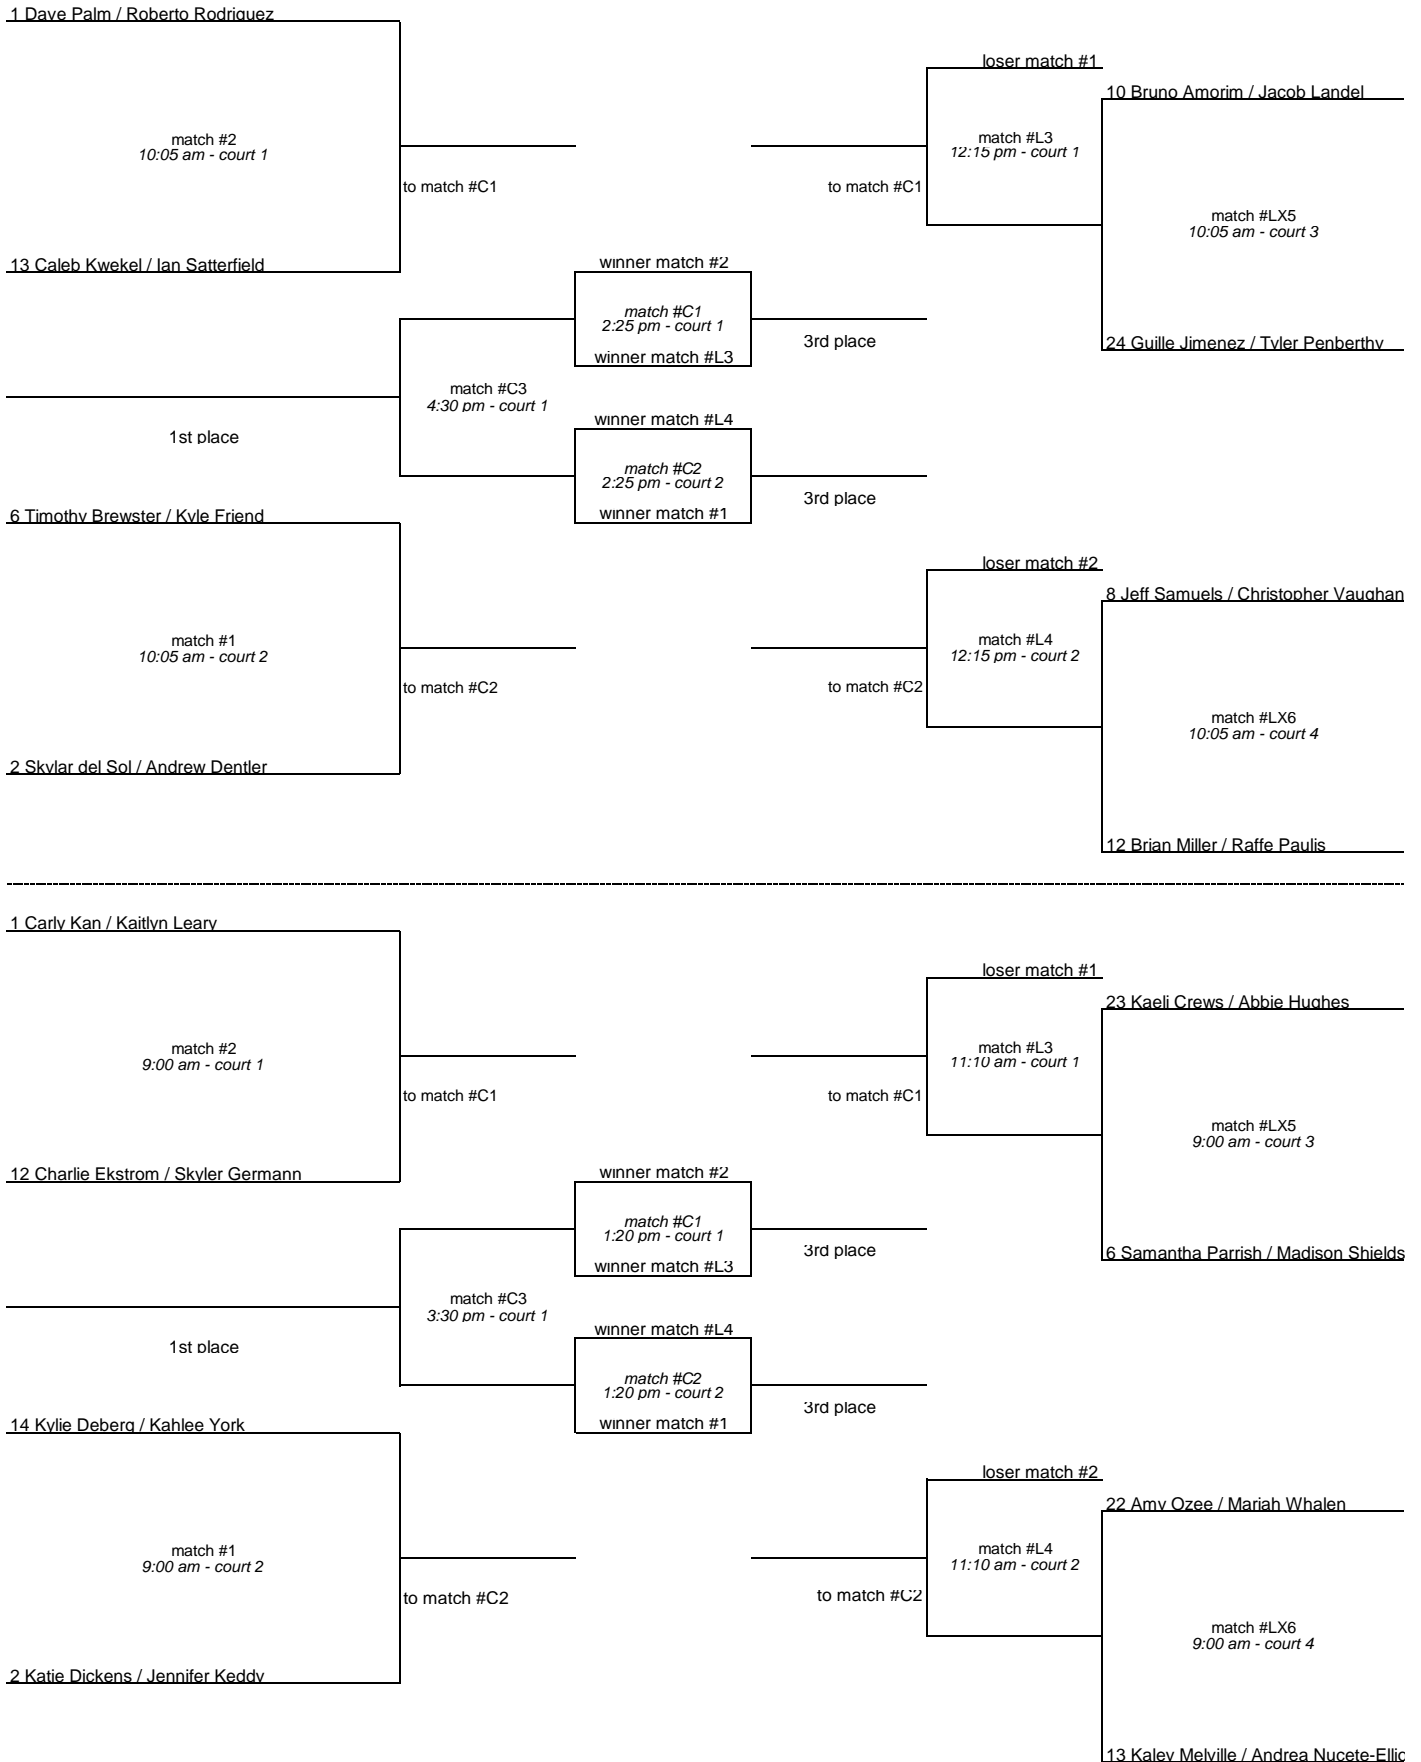 1 Dave Palm / Roberto Rodriguez
loser match #1
10 Bruno Amorim / Jacob Landel
match #2
10:05 am - court 1
match #L3
12:15 pm - court 1
to match #C1
to match #C1
match #LX5
10:05 am - court 3
13 Caleb Kwekel / Ian Satterfield
winner match #2
match #C1
2:25 pm - court 1
3rd place
24 Guille Jimenez / Tyler Penberthy
winner match #L3
match #C3
4:30 pm - court 1
winner match #L4
1st place
match #C2
2:25 pm - court 2
3rd place
6 Timothy Brewster / Kyle Friend
winner match #1
loser match #2
8 Jeff Samuels / Christopher Vaughan
match #1
10:05 am - court 2
match #L4
12:15 pm - court 2
to match #C2
to match #C2
match #LX6
10:05 am - court 4
2 Skylar del Sol / Andrew Dentler
12 Brian Miller / Raffe Paulis
1 Carly Kan / Kaitlyn Leary
loser match #1
23 Kaeli Crews / Abbie Hughes
match #2
9:00 am - court 1
match #L3
11:10 am - court 1
to match #C1
to match #C1
match #LX5
9:00 am - court 3
12 Charlie Ekstrom / Skyler Germann
winner match #2
match #C1
1:20 pm - court 1
3rd place
6 Samantha Parrish / Madison Shields
winner match #L3
match #C3
3:30 pm - court 1
winner match #L4
1st place
match #C2
1:20 pm - court 2
3rd place
14 Kylie Deberg / Kahlee York
winner match #1
loser match #2
22 Amy Ozee / Mariah Whalen
match #1
9:00 am - court 2
match #L4
11:10 am - court 2
to match #C2
to match #C2
match #LX6
9:00 am - court 4
2 Katie Dickens / Jennifer Keddy
13 Kaley Melville / Andrea